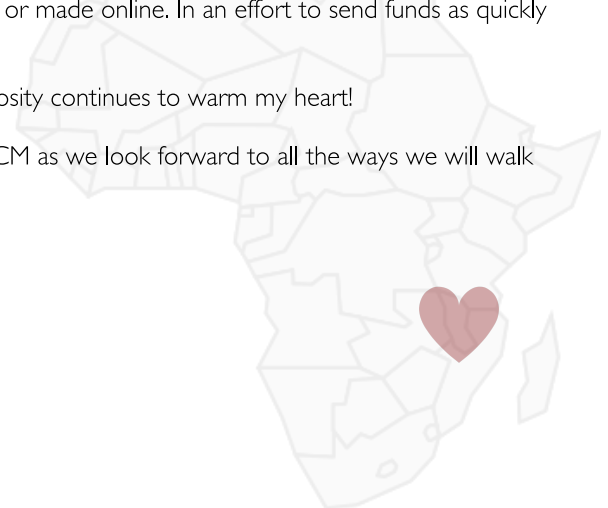 or made online. In an effort to send funds as quickly
osity continues to warm my heart!
CM as we look forward to all the ways we will walk